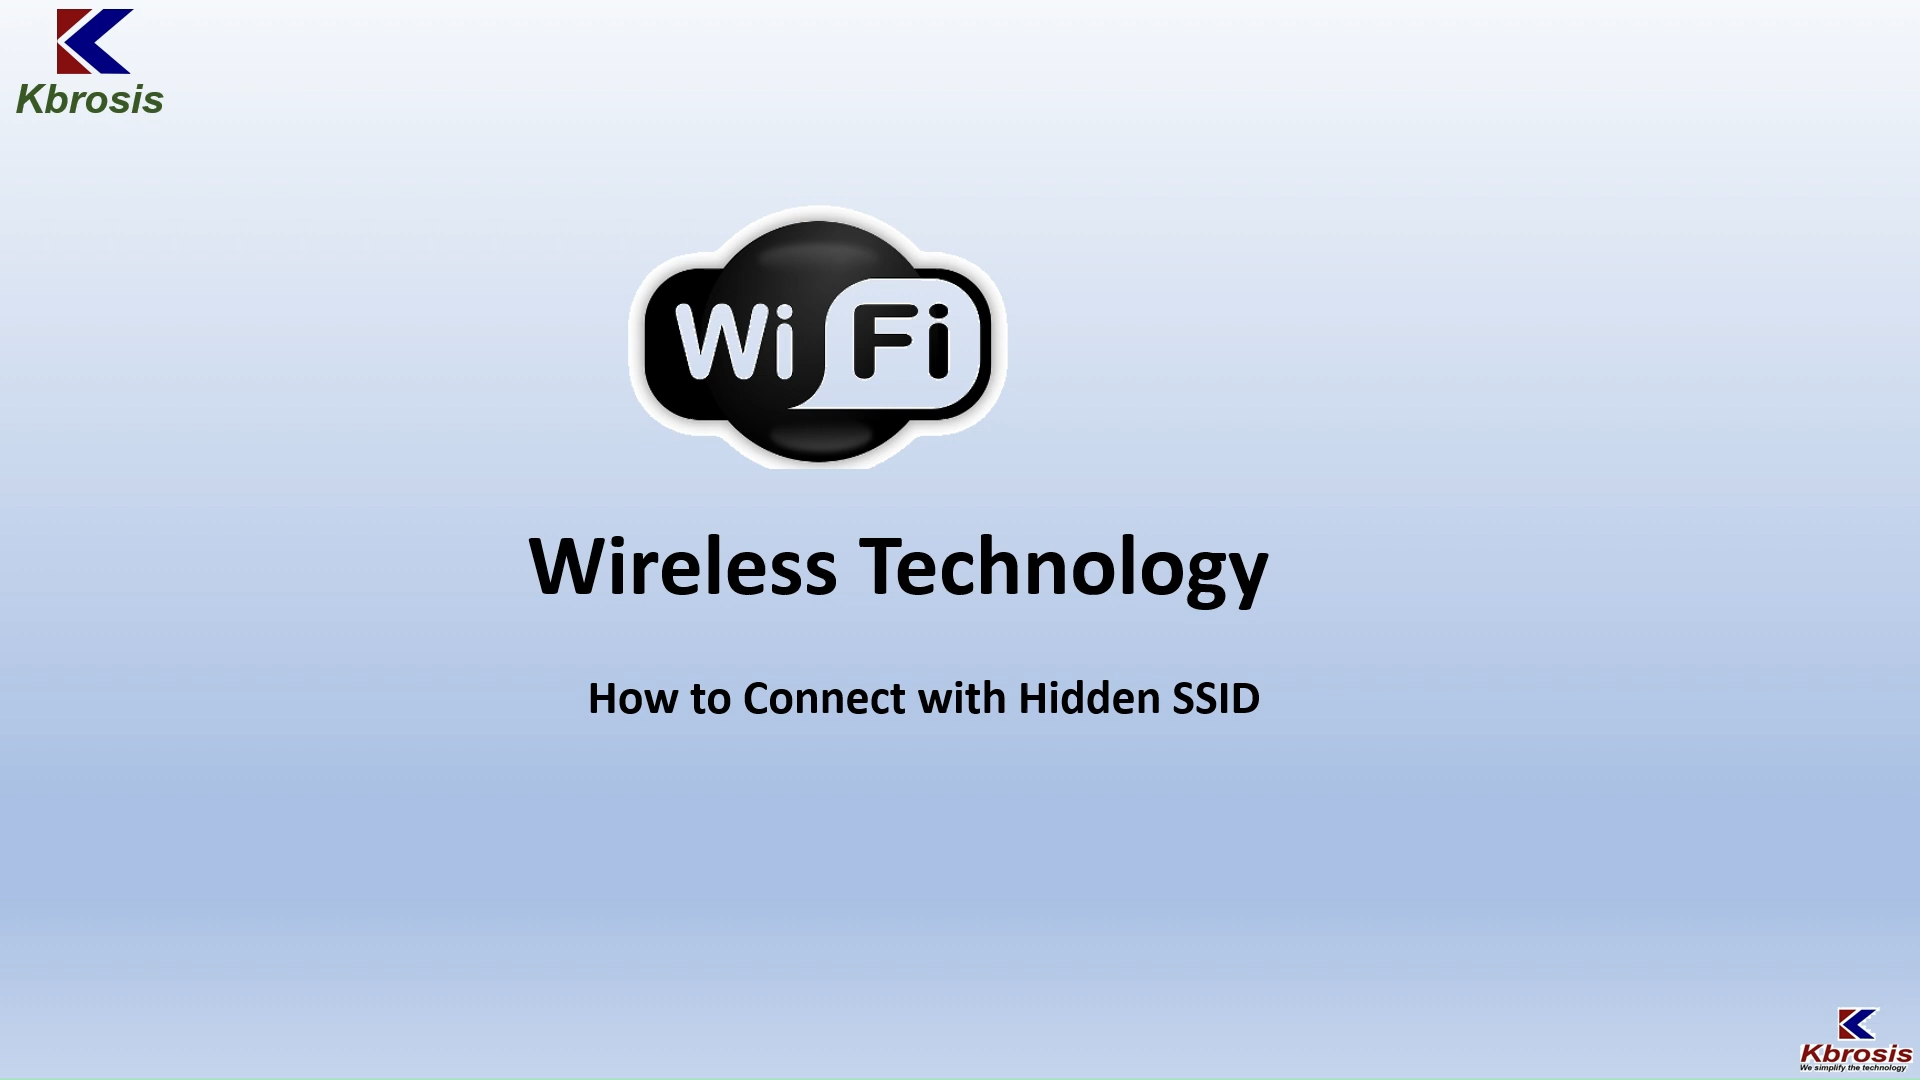 Kbrosis
Wi Fi
Wireless Technology
How to Connect with Hidden SSID
Kbrosis
We simplify the technology